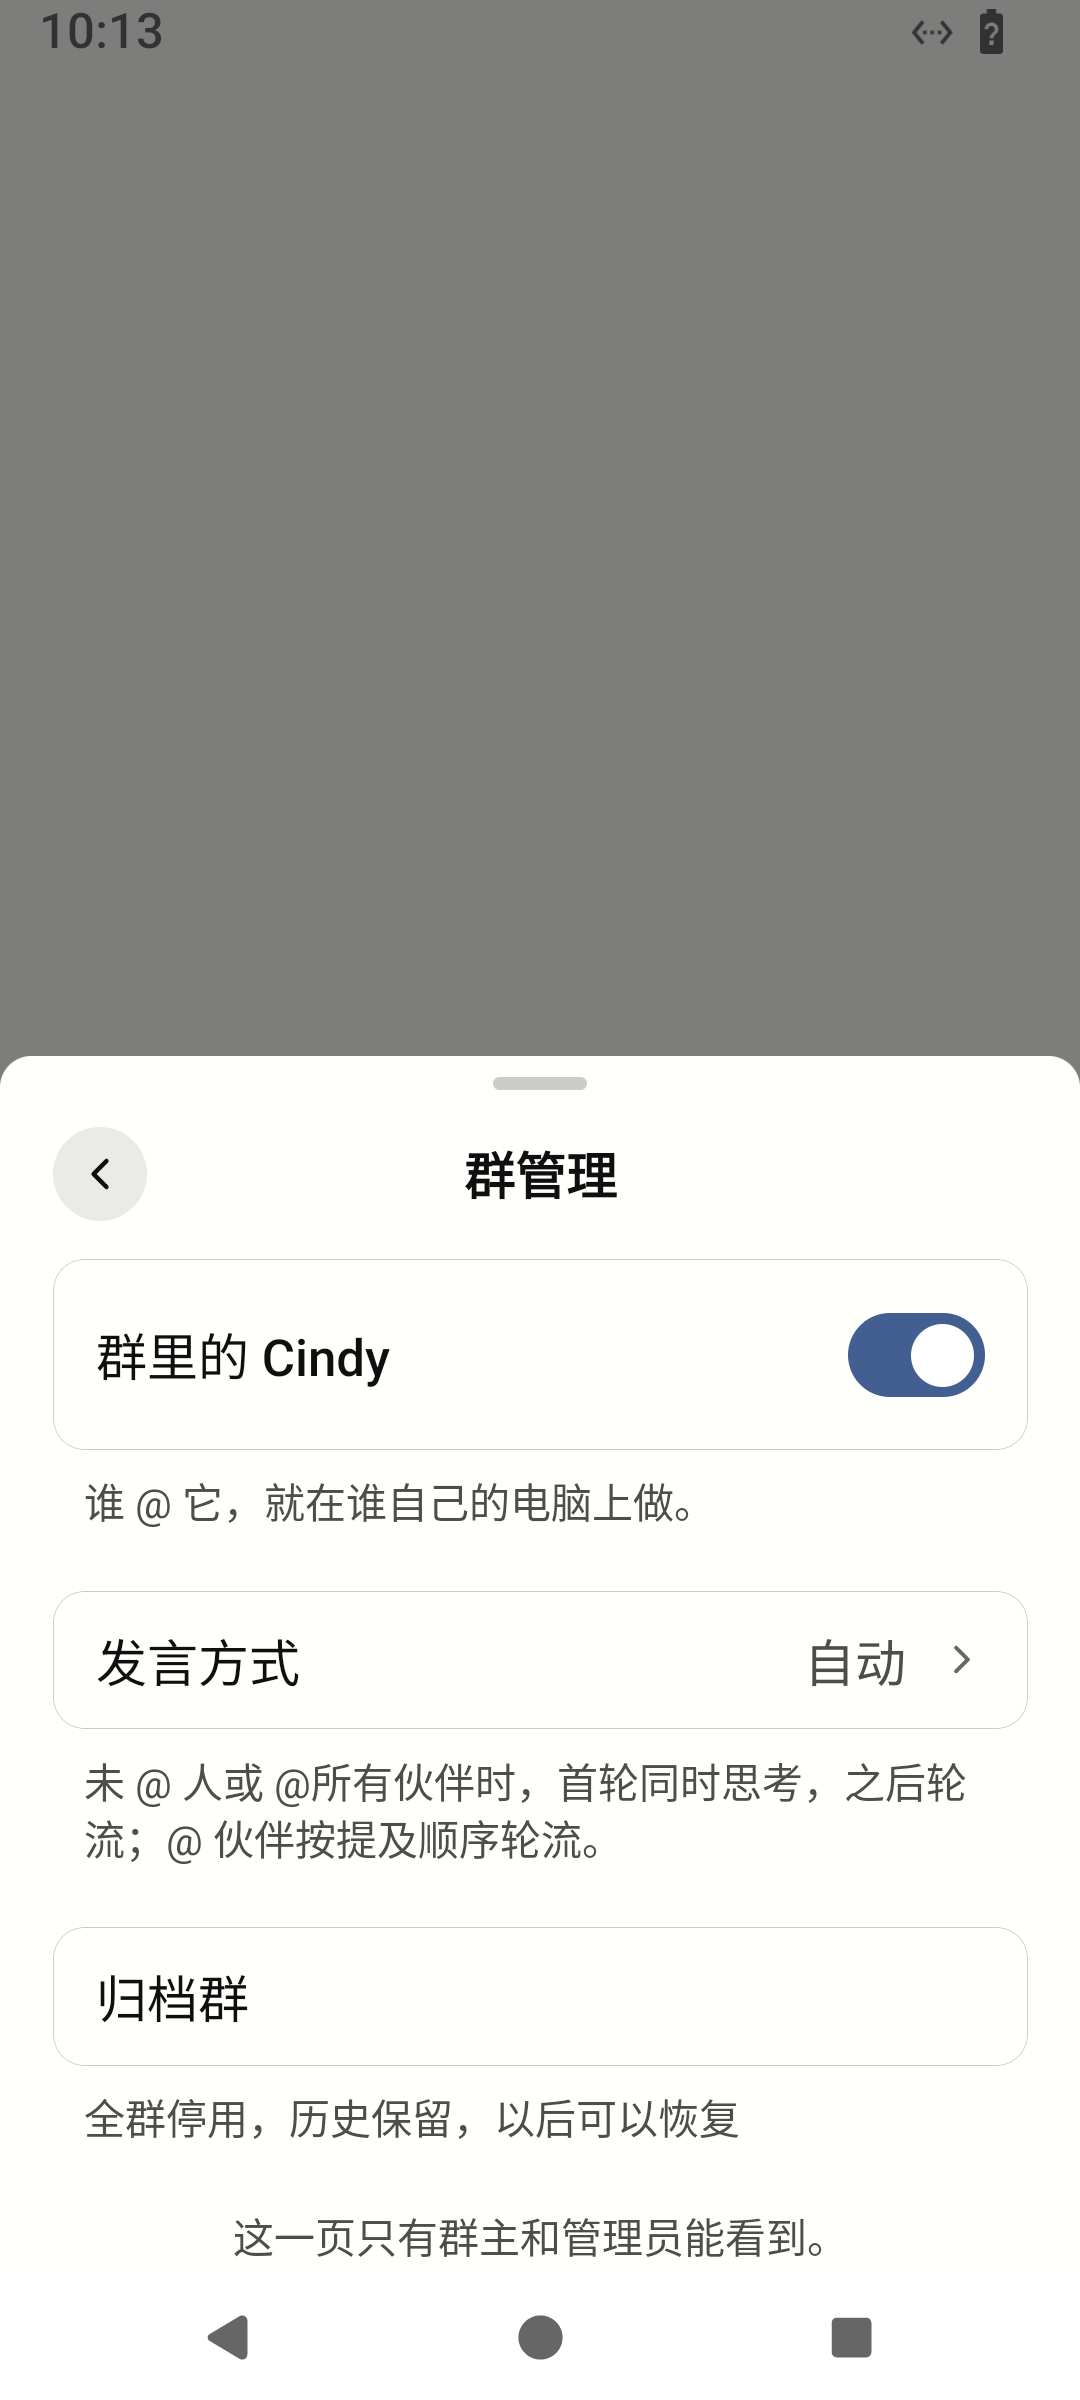 10:13
群管理
群里的 Cindy
谁 @ 它，就在谁自己的电脑上做。
发言方式 自动
未 @ 人或 @所有伙伴时，首轮同时思考，之后轮
流；@ 伙伴按提及顺序轮流。
归档群
全群停用，历史保留，以后可以恢复
这一页只有群主和管理员能看到。